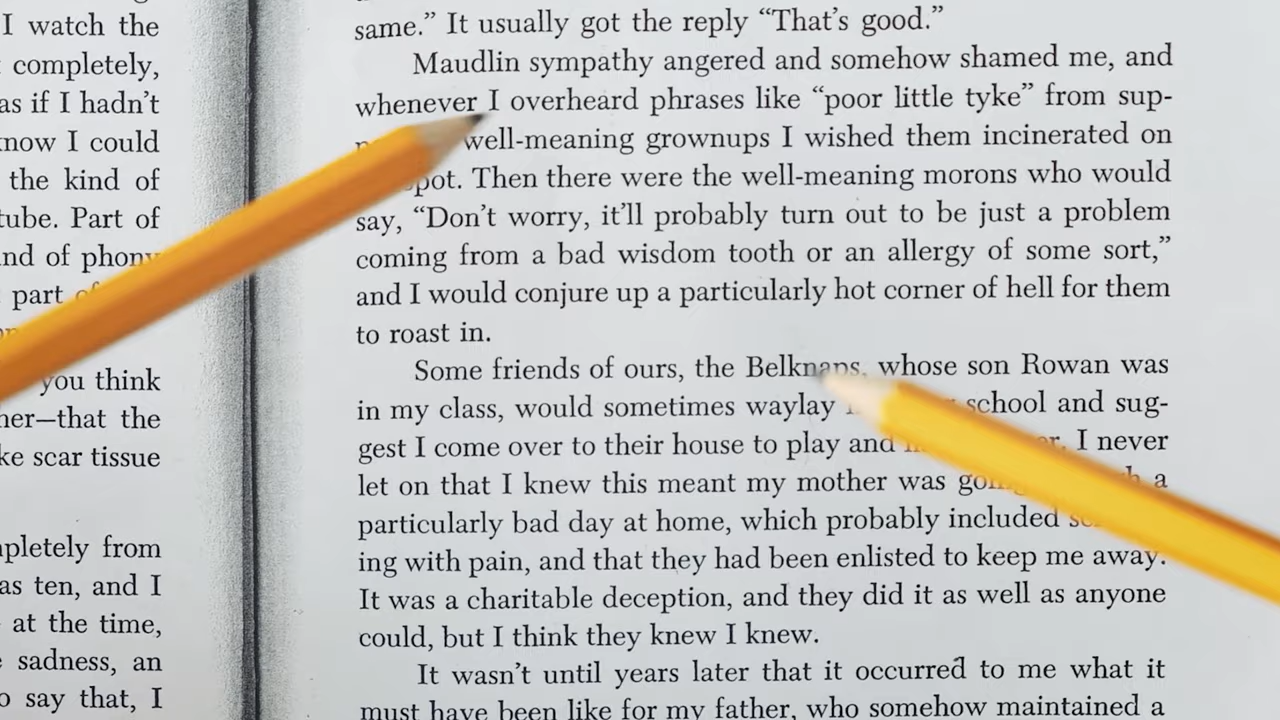 I watch the
completely,
as if I hadn't
now I could
the kind of
tube. Part of
nd of phony
part
you think
her—that the
ke scar tissue
pletely from
as ten, and I
at the time,
sadness, an
o say that, I
same." It usually got the reply "That's good."
Maudlin sympathy angered and somehow shamed me, and
whenever I overheard phrases like "poor little tyke" from sup-
well-meaning grownups I wished them incinerated on
pot. Then there were the well-meaning morons who would
say, "Don't worry, it'll probably turn out to be just a problem
coming from a bad wisdom tooth or an allergy of some sort,"
and I would conjure up a particularly hot corner of hell for them
to roast in.
Some friends of ours, the Belknaps, whose son Rowan was
in my class, would sometimes waylay school and sug-
gest I come over to their house to play and I never
let on that I knew this meant my mother was a
particularly bad day at home, which probably included
ing with pain, and that they had been enlisted to keep me away.
It was a charitable deception, and they did it as well as anyone
could, but I think they knew I knew.
It wasn't until years later that it occurred to me what it
must have been like for my father, who somehow maintained a